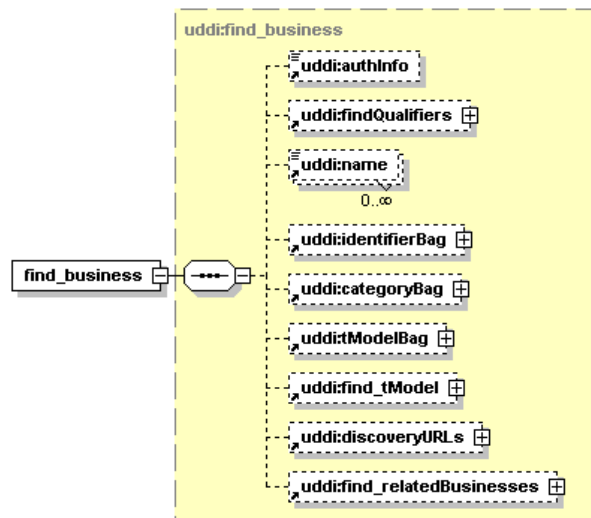 uddi:find_business
uddi:authInfo
uddi:findQualifiers
uddi:name
0..∞
uddi:identifierBag
find_business
uddi:categoryBag
uddi:tModelBag
uddi:find_tModel
uddi:discoveryURLs
uddi:find_relatedBusinesses